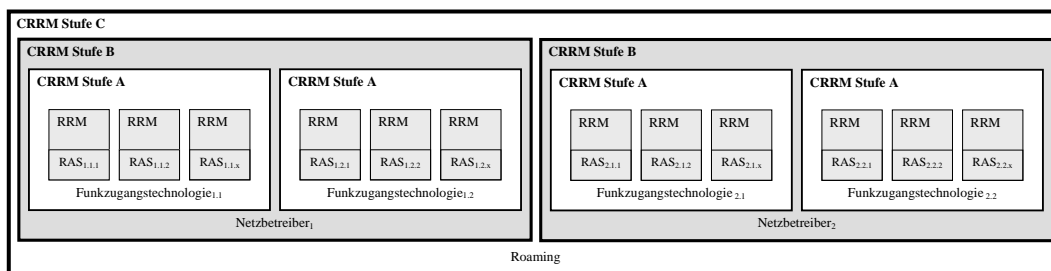 CRRM Stufe C
CRRM Stufe B CRRM Stufe B
CRRM Stufe A CRRM Stufe A CRRM Stufe A CRRM Stufe A
RRM RRM RRM RRM RRM RRM RRM RRM RRM RRM RRM RRM
RAS1.1.1 RAS1.1.2 RAS1.1.x RAS1.2.1 RAS1.2.2 RAS1.2.x RAS2.1.1 RAS2.1.2 RAS2.1.x RAS2.2.1 RAS2.2.2 RAS2.2.x
Funkzugangstechnologie1.1 Funkzugangstechnologie1.2 Funkzugangstechnologie 2.1 Funkzugangstechnologie 2.2
Netzbetreiber1 Netzbetreiber2
Roaming